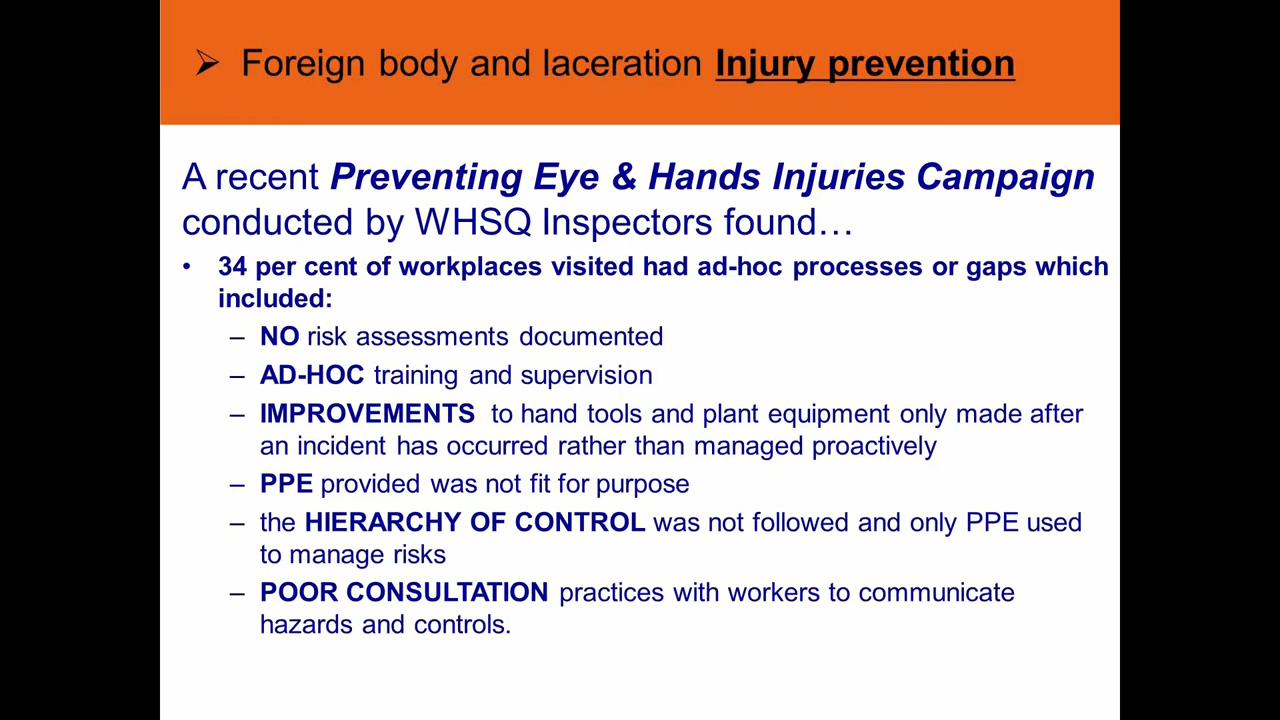 ➢ Foreign body and laceration Injury prevention
A recent Preventing Eye & Hands Injuries Campaign
conducted by WHSQ Inspectors found…
• 34 per cent of workplaces visited had ad-hoc processes or gaps which
included:
– NO risk assessments documented
– AD-HOC training and supervision
– IMPROVEMENTS to hand tools and plant equipment only made after
an incident has occurred rather than managed proactively
– PPE provided was not fit for purpose
– the HIERARCHY OF CONTROL was not followed and only PPE used
to manage risks
– POOR CONSULTATION practices with workers to communicate
hazards and controls.